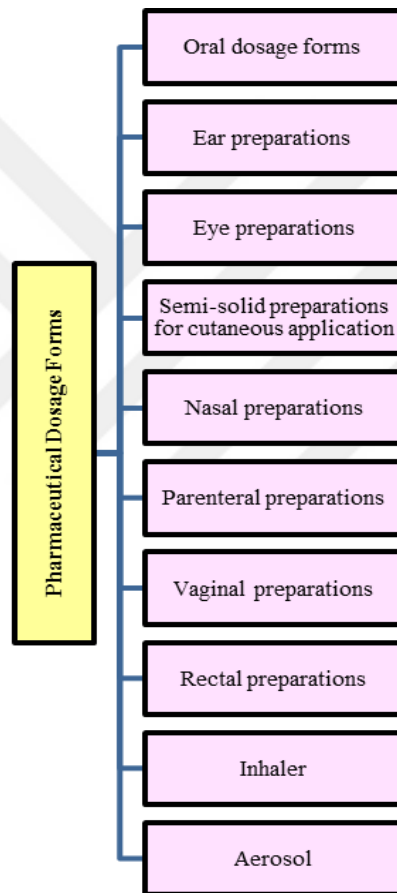 Pharmaceutical Dosage Forms
Oral dosage forms
Ear preparations
Eye preparations
Semi-solid preparations
for cutaneous application
Nasal preparations
Parenteral preparations
Vaginal preparations
Rectal preparations
Inhaler
Aerosol